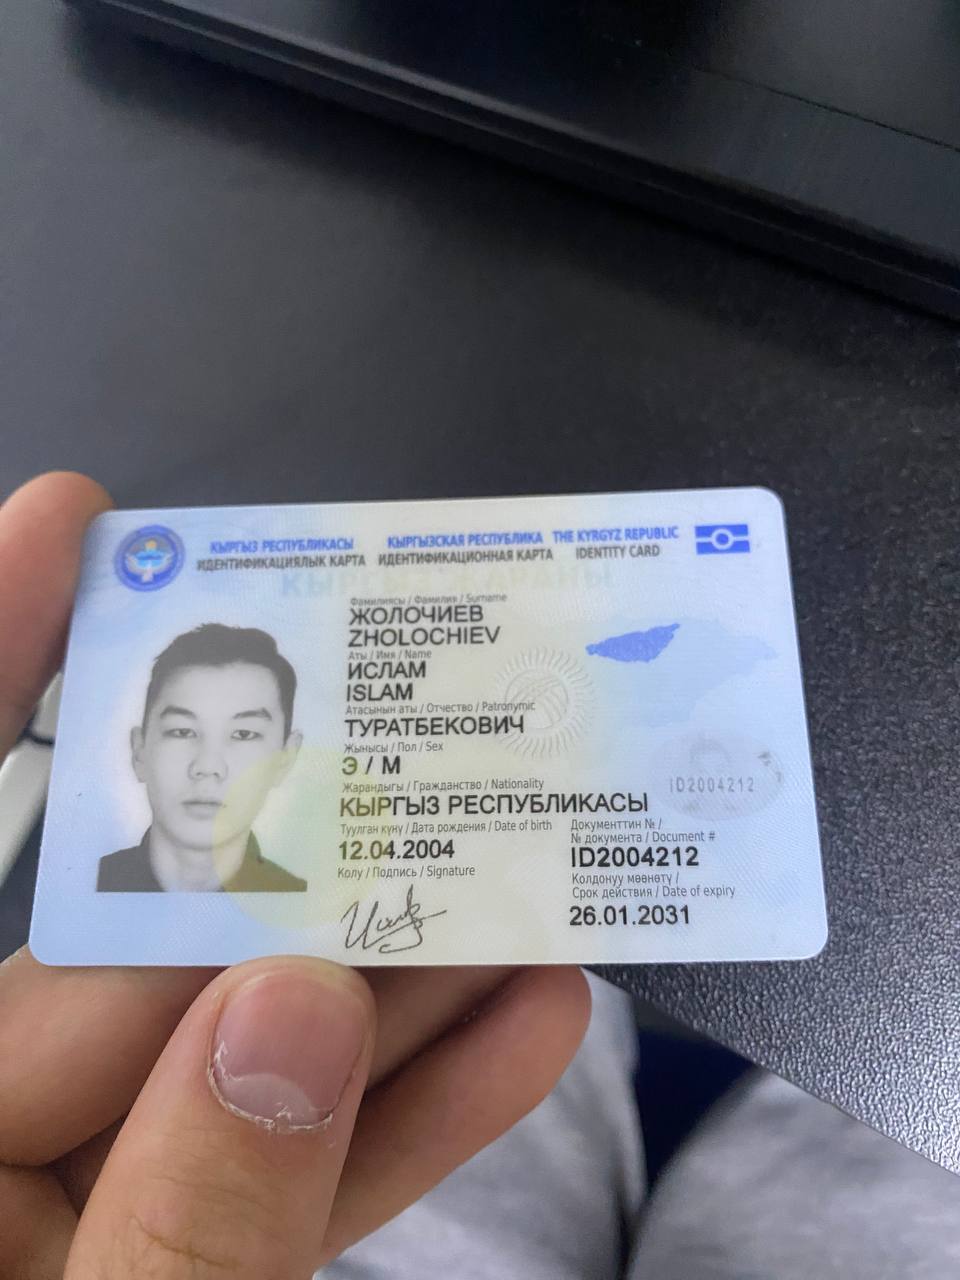 КЫРГЫЗ РЕСПУБЛИКАСЫ КЫРГЫЗСКАЯ РЕСПУБЛИКА THE KYRGYZ REPUBLIC
ИДЕНТИФИКАЦИЯЛЫК КАРТА ИДЕНТИФИКАЦИОННАЯ КАРТА IDENTITY CARD
КЫРГЫЗ ЖАРАНЫ
Фамилиясы / Фамилия / Surname
ЖОЛОЧИЕВ
ZHOLOCHIEV
Аты / Имя / Name
ИСЛАМ
ISLAM
Атасынын аты / Отчество / Patronymic
ТУРАТБЕКОВИЧ
Жынысы / Пол / Sex
Э / М
ID2004212
Жарандыгы / Гражданство / Nationality
КЫРГЫЗ РЕСПУБЛИКАСЫ
Туулган күнү / Дата рождения / Date of birth
12.04.2004
Документтин № /
№ документа / Document #
ID2004212
Колу / Подпись / Signature
Колдонуу мөөнөтү /
Срок действия / Date of expiry
26.01.2031